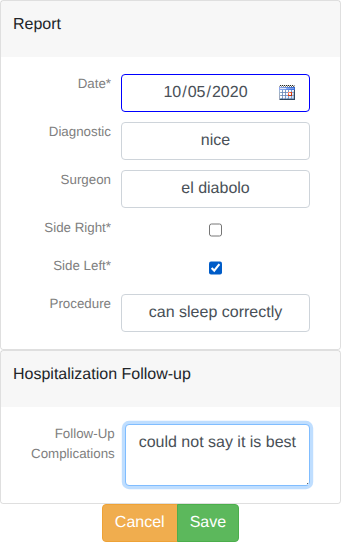 Report
Date*
10/05/2020
Diagnostic
nice
Surgeon
el diabolo
Side Right*
Side Left*
Procedure
can sleep correctly
Hospitalization Follow-up
Follow-Up
Complications
could not say it is best
Cancel
Save